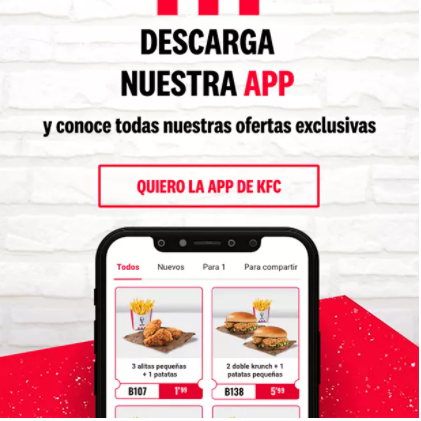 DESCARGA
NUESTRA APP
y conoce todas nuestras ofertas exclusivas
QUIERO LA APP DE KFC
Todos Nuevos Para 1 Para compartir
3 alitas pequeñas
+ 1 patatas
2 doble krunch + 1
patatas pequeñas
B107 1'99
B138 5'99